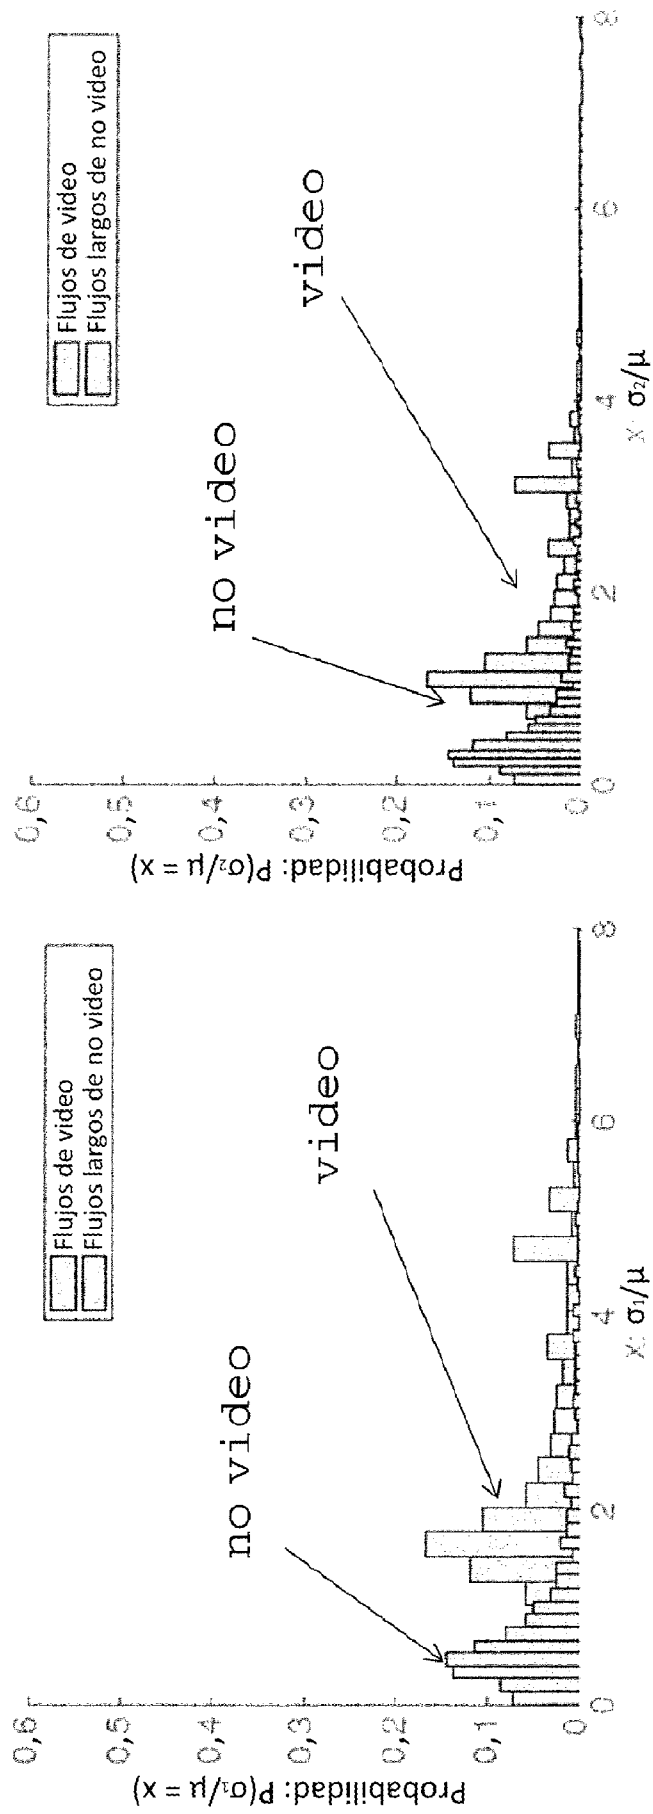 Probabilidad: P(σ₁/μ = x)
0,6
0,5
0,4
0,3
0,2
0,1
0
Flujos de video
Flujos largos de no video
no video
video
0
2
4
6
8
x: σ₁/μ
Probabilidad: P(σ₂/μ = x)
0,6
0,5
0,4
0,3
0,2
0,1
0
Flujos de video
Flujos largos de no video
no video
video
0
2
4
6
8
x: σ₂/μ